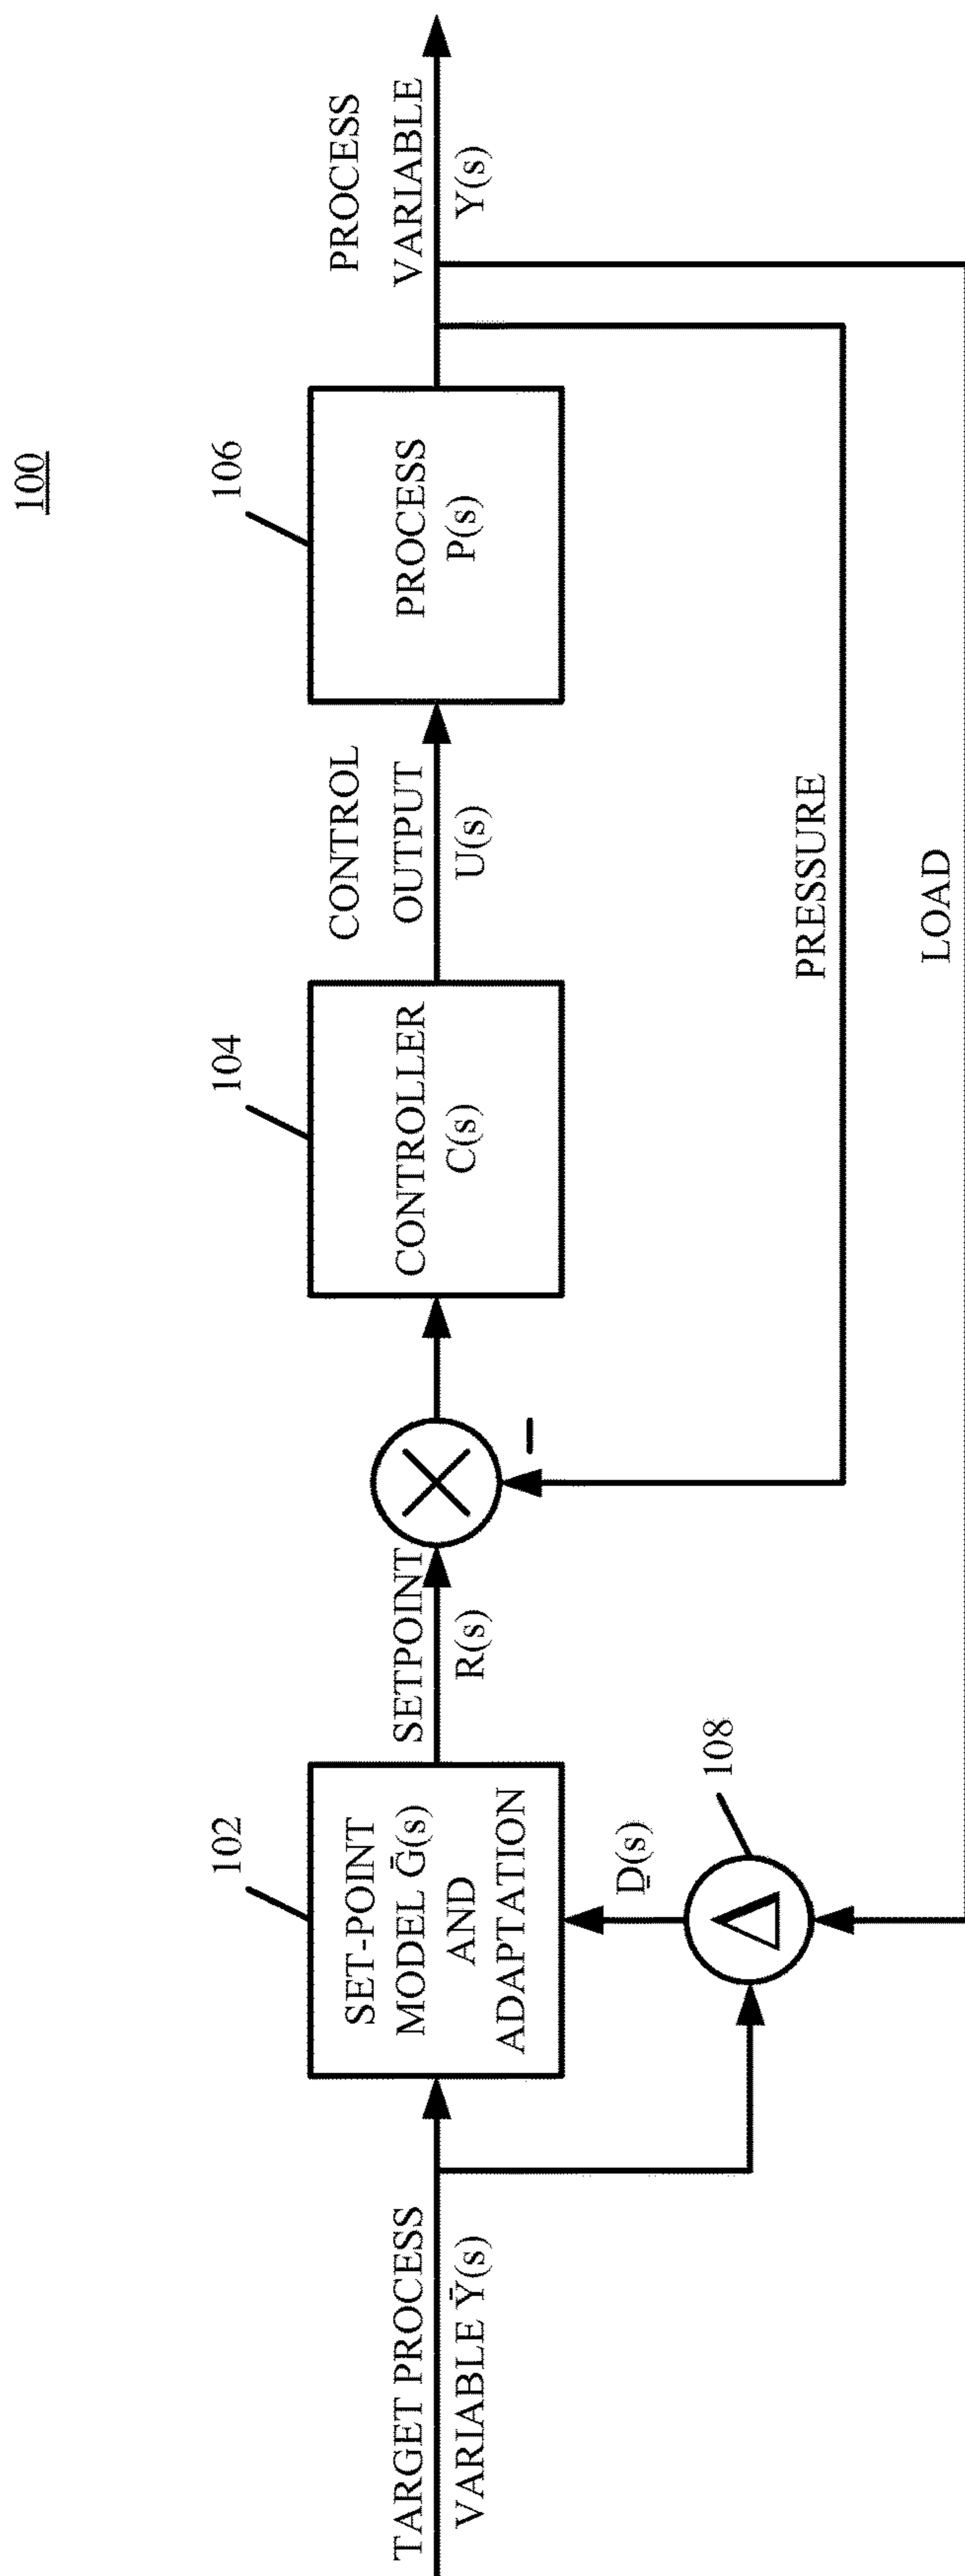 100
TARGET PROCESS
VARIABLE Ȳ(s)
102
SET-POINT
MODEL Ḡ(s)
AND
ADAPTATION
D̲(s)
108
SETPOINT
R(s)
–
104
CONTROLLER
C(s)
CONTROL
OUTPUT
U(s)
106
PROCESS
P(s)
PROCESS
VARIABLE
Y(s)
PRESSURE
LOAD